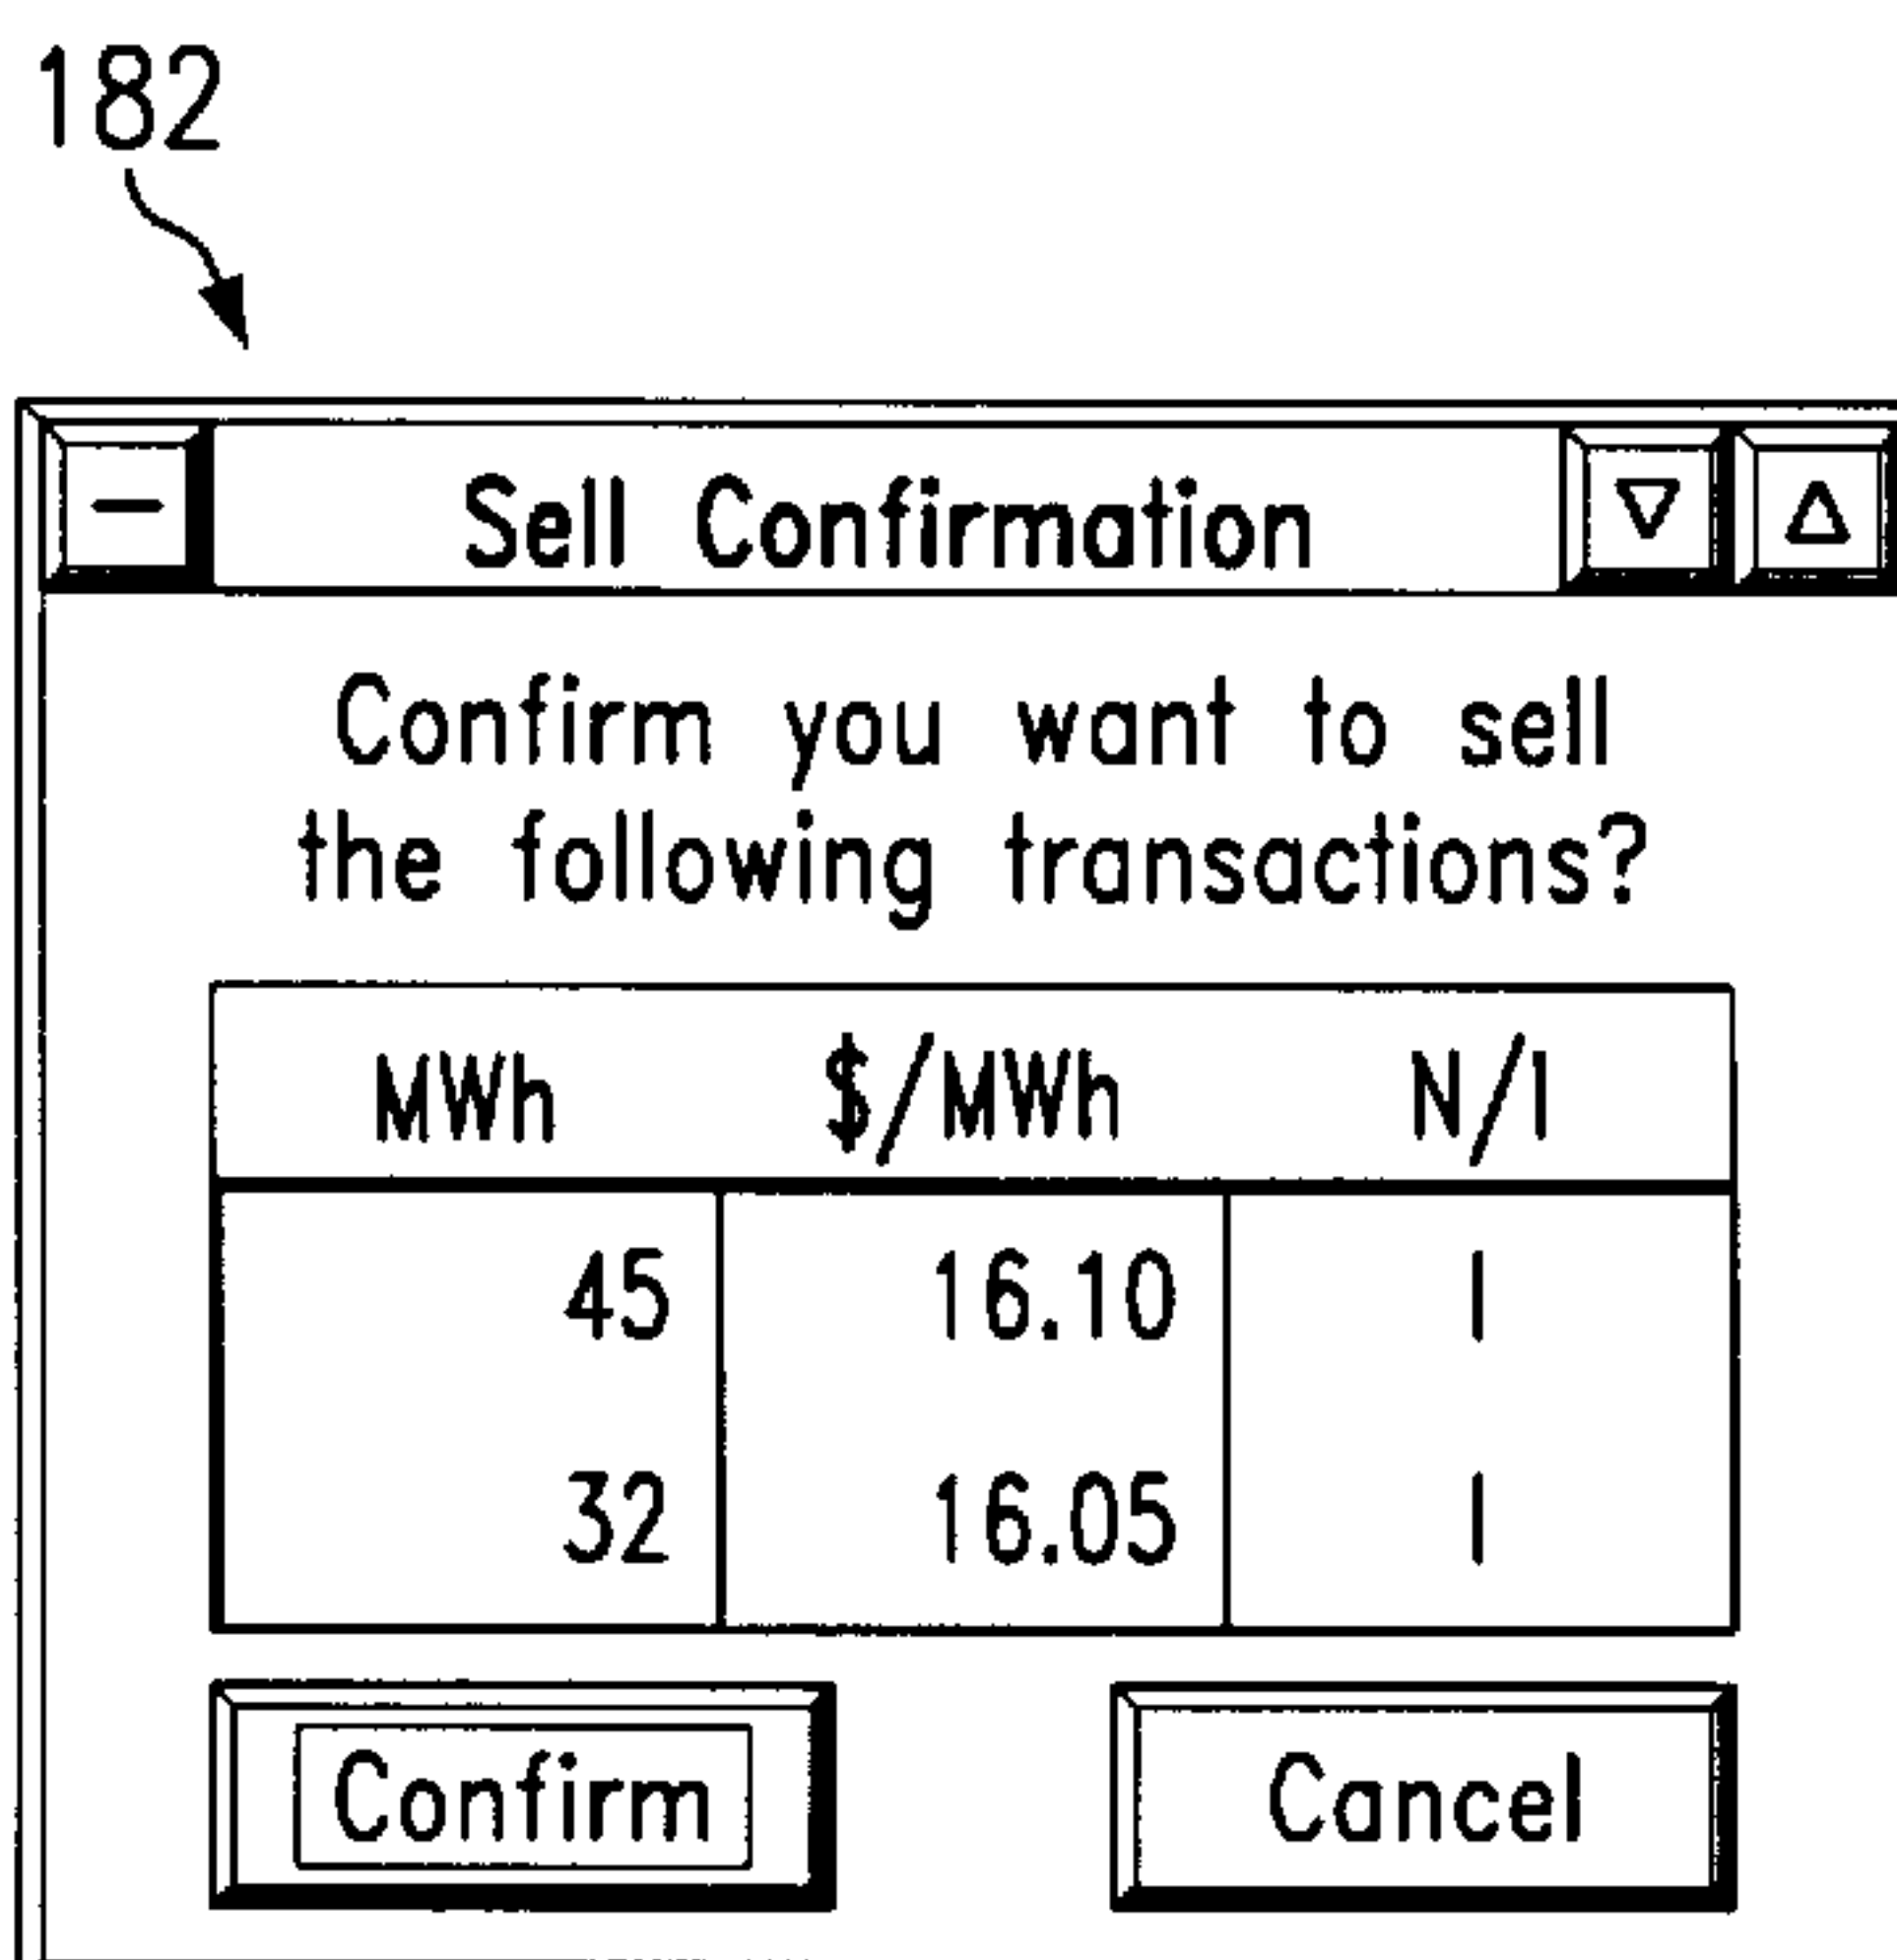 182
Sell Confirmation
Confirm you want to sell
the following transactions?
MWh $/MWh N/I
45 16.10 I
32 16.05 I
Confirm Cancel